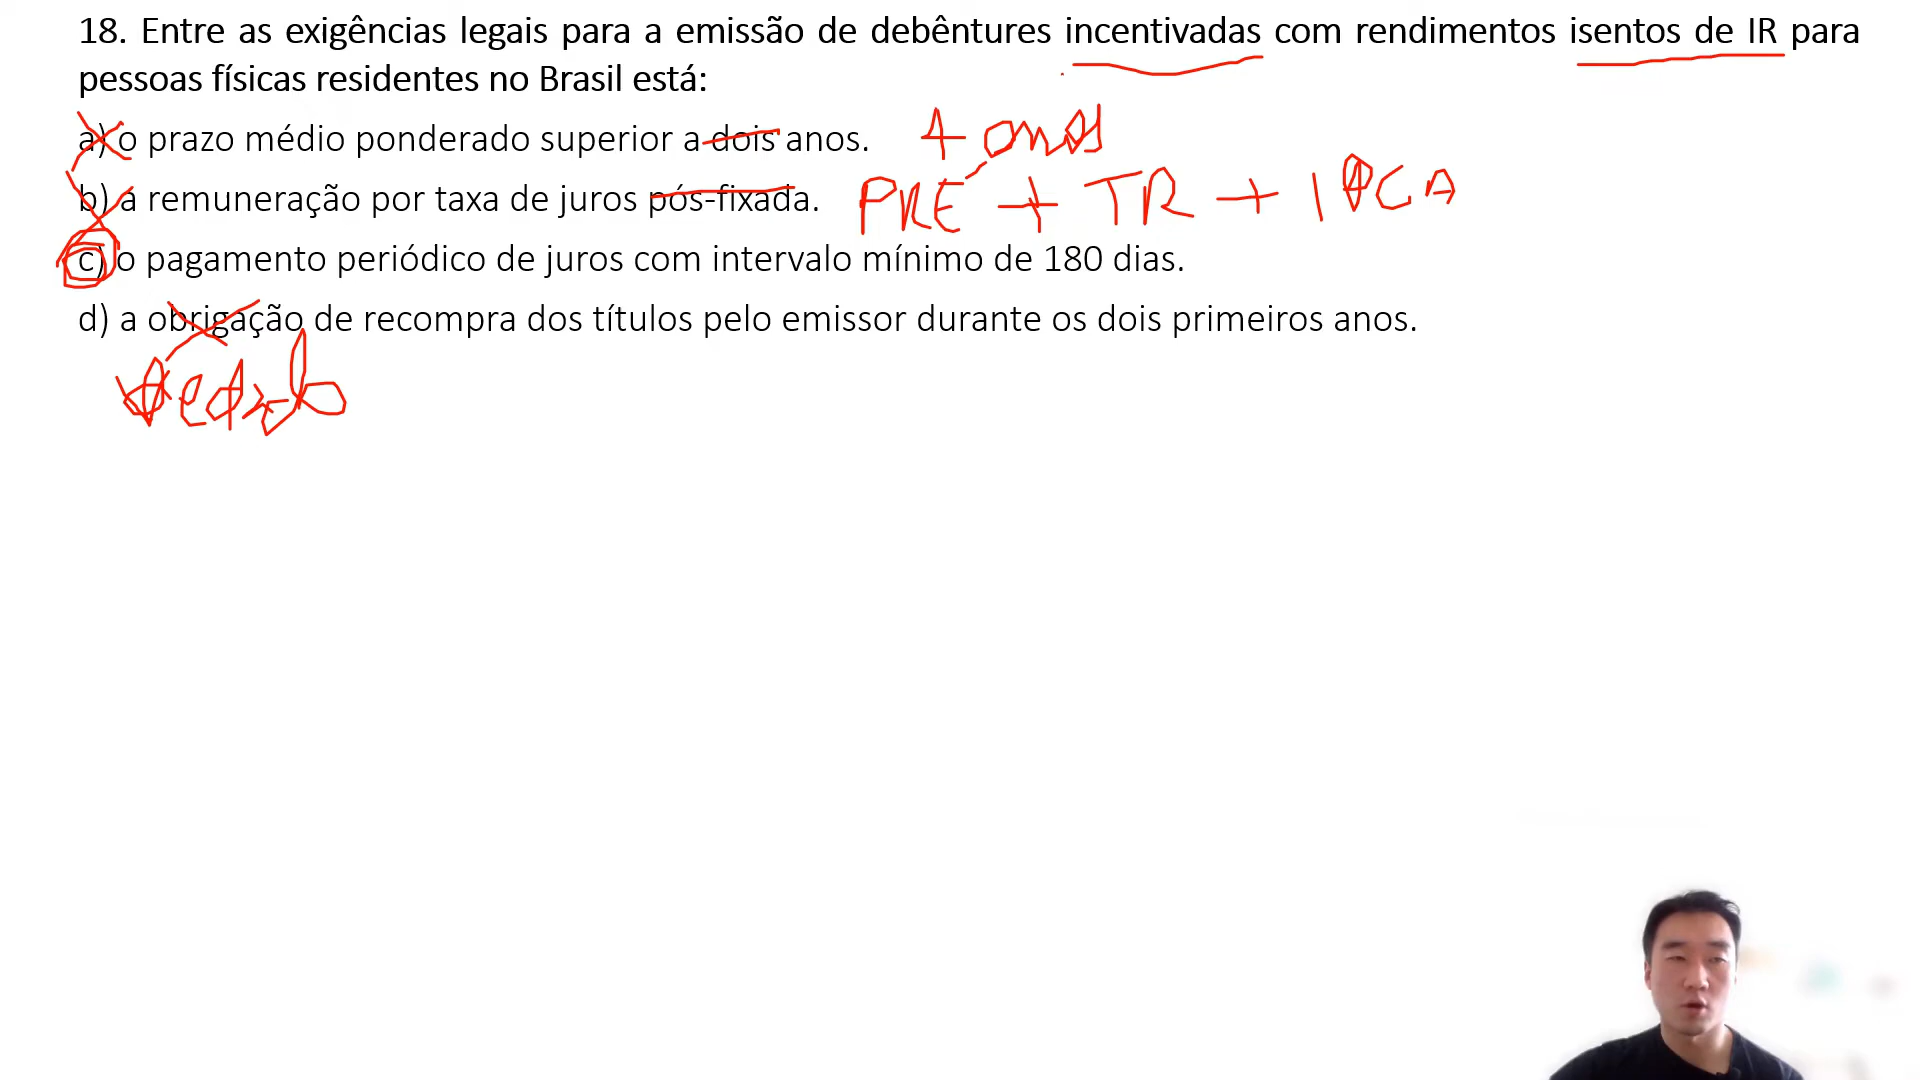 18. Entre as exigências legais para a emissão de debêntures incentivadas com rendimentos isentos de IR para
pessoas físicas residentes no Brasil está:
a) o prazo médio ponderado superior a dois anos. 4 anos
b) a remuneração por taxa de juros pós-fixada. PRÉ + TR + IPCA
c) o pagamento periódico de juros com intervalo mínimo de 180 dias.
d) a obrigação de recompra dos títulos pelo emissor durante os dois primeiros anos.